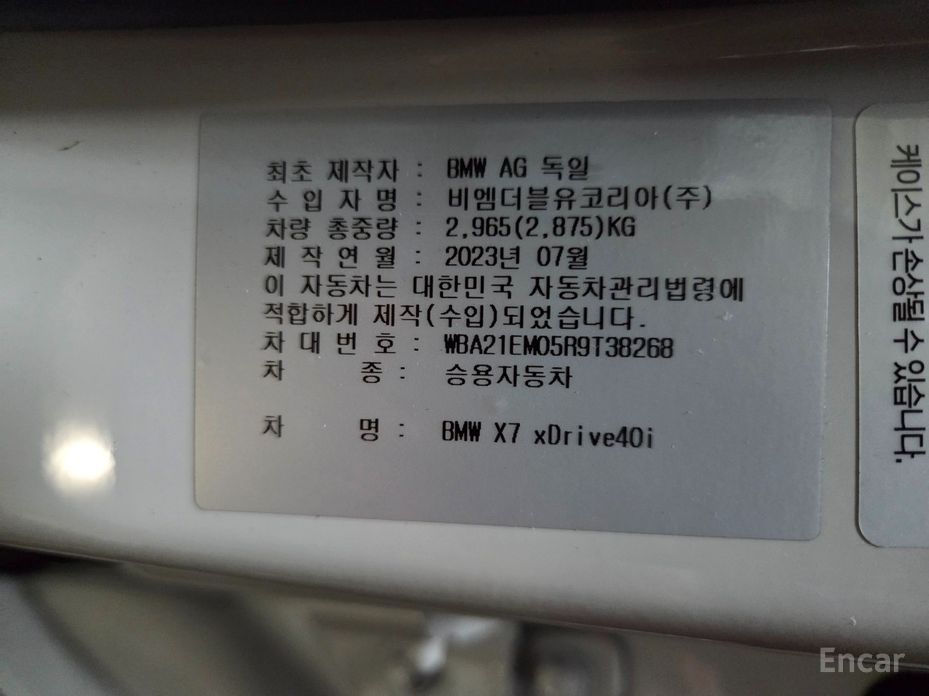 최초 제작자 : BMW AG 독일
수 입 자 명 : 비엠더블유코리아(주)
차량 총중량 : 2,965(2,875)KG
제 작 연 월 : 2023년 07월
이 자동차는 대한민국 자동차관리법령에
적합하게 제작(수입)되었습니다.
차 대 번 호 : WBA21EM05R9T38268
차 종 : 승용자동차
차 명 : BMW X7 xDrive40i
케이스가 손상될 수 있습니다.
Encar